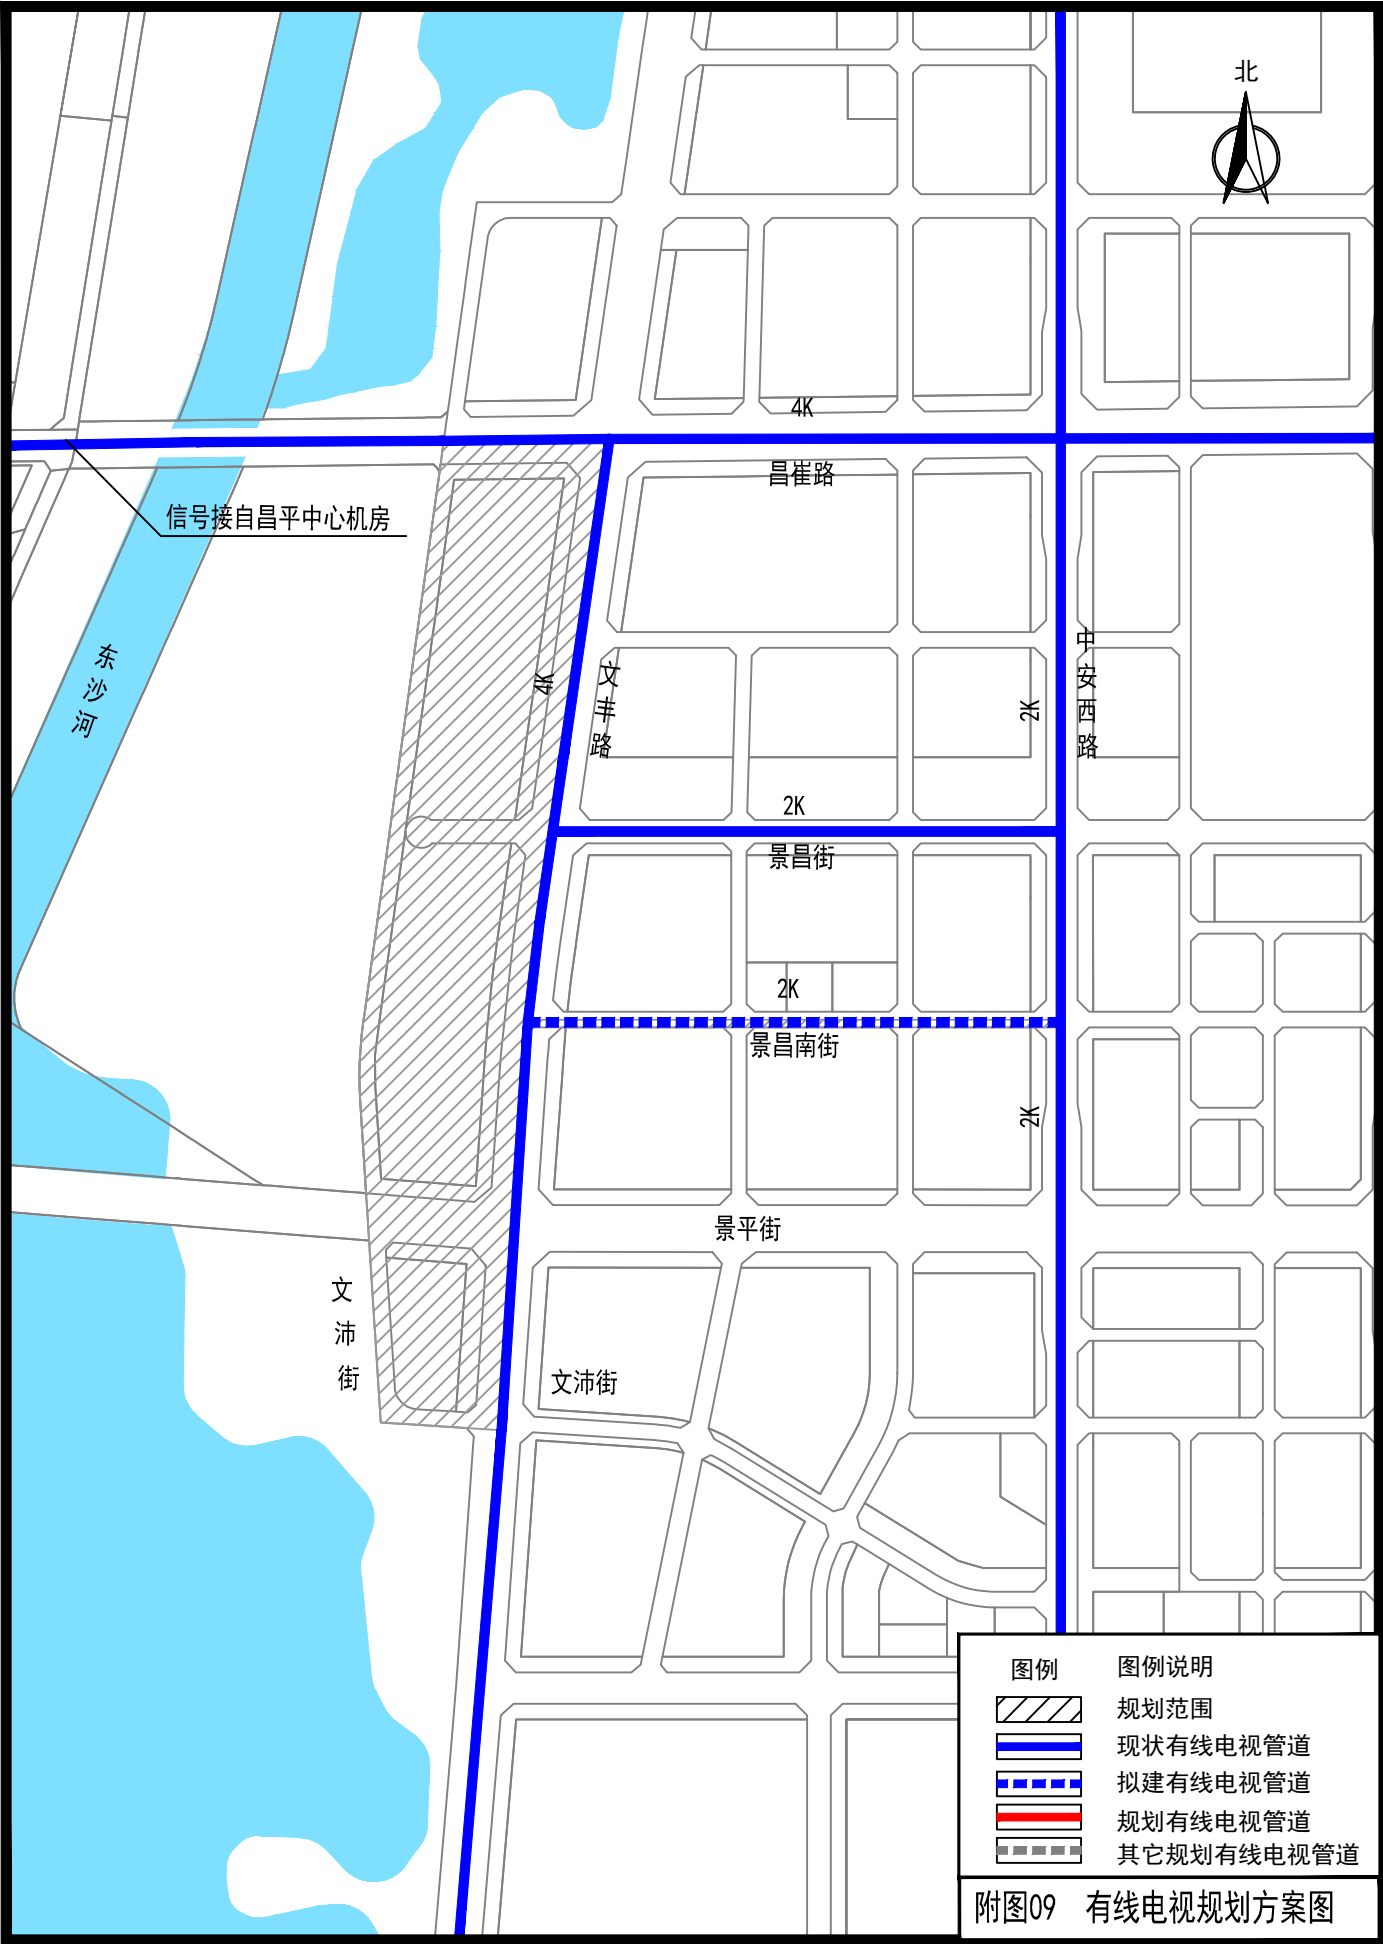 北
4K
昌崔路
信号接自昌平中心机房
东沙河
4K
文丰路
2K
中安西路
2K
景昌街
2K
景昌南街
2K
景平街
文沛街
文沛街
图例 图例说明
规划范围
现状有线电视管道
拟建有线电视管道
规划有线电视管道
其它规划有线电视管道
附图09 有线电视规划方案图